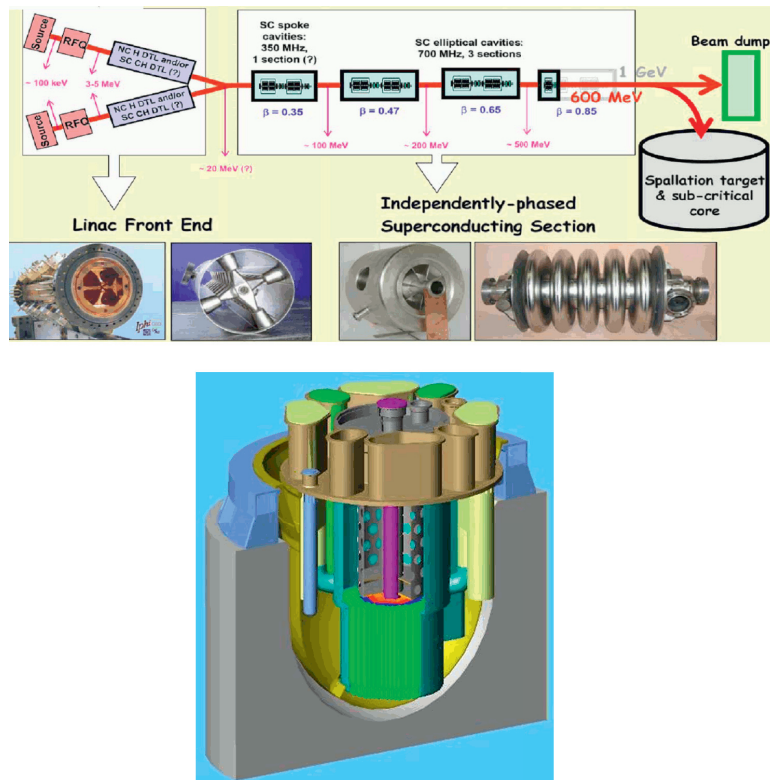 Source
RFQ
NC H DTL and/or
SC CH DTL (?)
~ 100 keV
3-5 MeV
Source
RFQ
NC H DTL and/or
SC CH DTL (?)
~ 20 MeV (?)
SC spoke
cavities:
350 MHz,
1 section (?)
SC elliptical cavities:
700 MHz, 3 sections
β = 0.35
β = 0.47
β = 0.65
β = 0.85
~ 100 MeV
~ 200 MeV
~ 500 MeV
1 GeV
600 MeV
Beam dump
Spallation target
& sub-critical
core
Linac Front End
Independently-phased
Superconducting Section